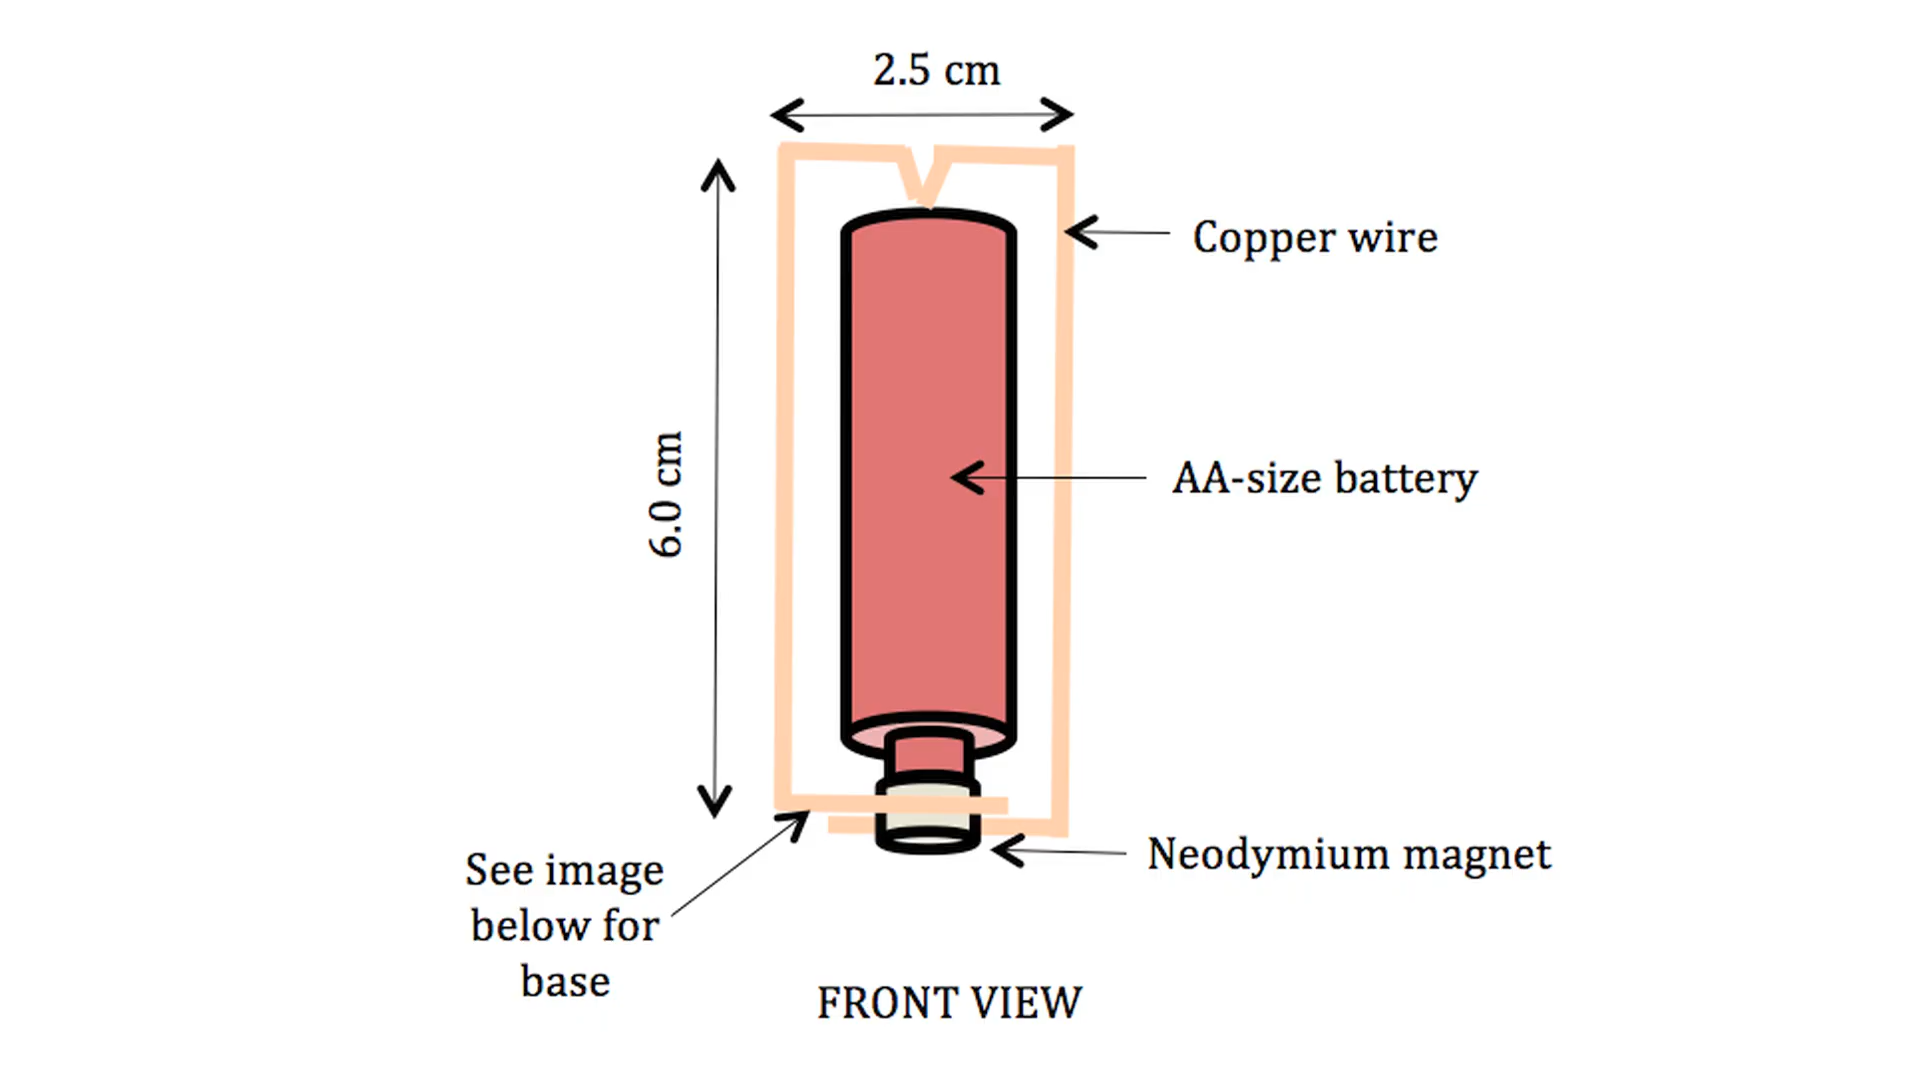 2.5 cm
Copper wire
6.0 cm
AA-size battery
Neodymium magnet
See image
below for
base
FRONT VIEW